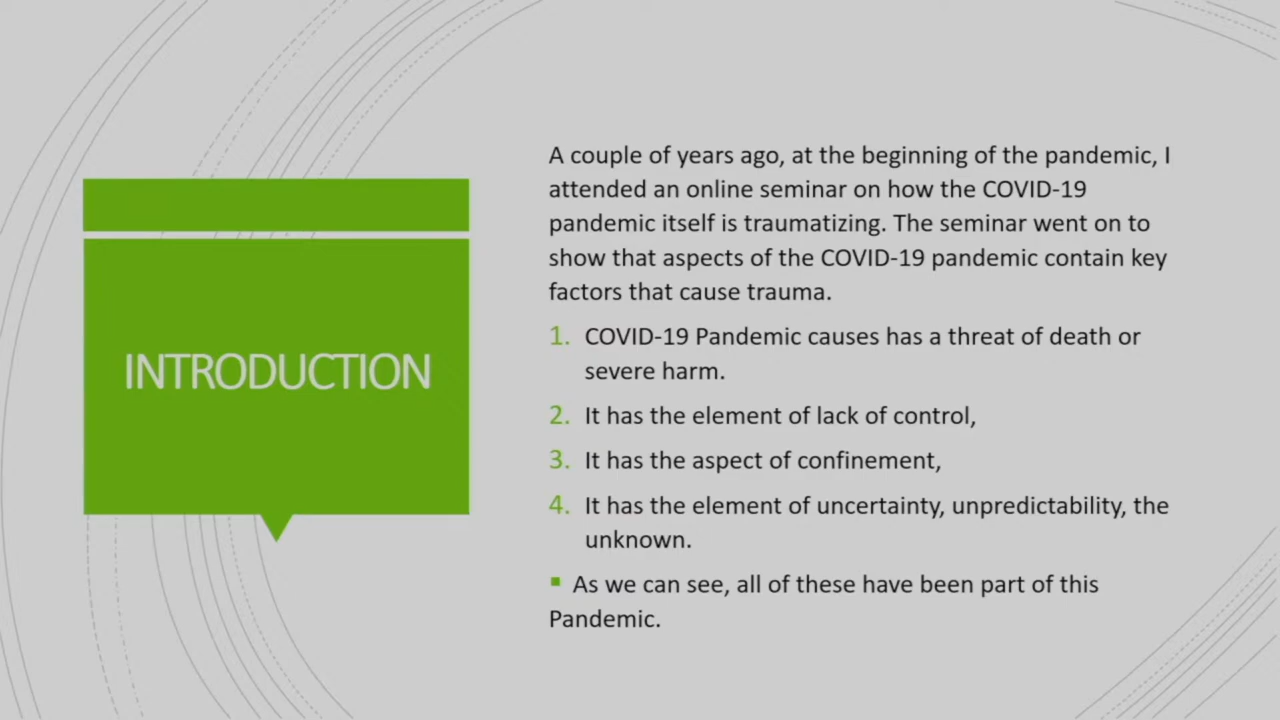 INTRODUCTION
A couple of years ago, at the beginning of the pandemic, I
attended an online seminar on how the COVID-19
pandemic itself is traumatizing. The seminar went on to
show that aspects of the COVID-19 pandemic contain key
factors that cause trauma.
1. COVID-19 Pandemic causes has a threat of death or
severe harm.
2. It has the element of lack of control,
3. It has the aspect of confinement,
4. It has the element of uncertainty, unpredictability, the
unknown.
▪ As we can see, all of these have been part of this
Pandemic.